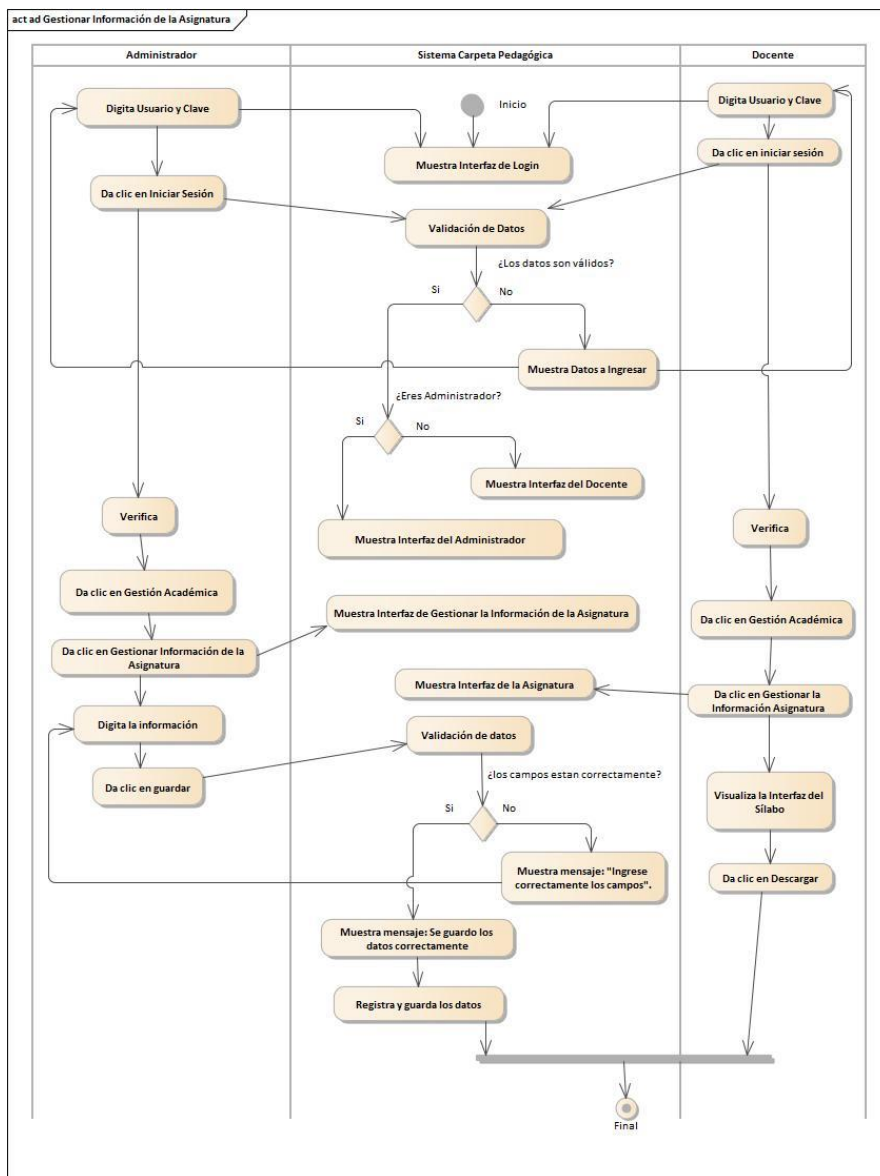 act ad Gestionar Información de la Asignatura
Administrador
Sistema Carpeta Pedagógica
Docente
Digita Usuario y Clave
Inicio
Digita Usuario y Clave
Muestra Interfaz de Login
Da clic en iniciar sesión
Da clic en Iniciar Sesión
Validación de Datos
¿Los datos son válidos?
Si
No
Muestra Datos a Ingresar
¿Eres Administrador?
Si
No
Muestra Interfaz del Docente
Verifica
Muestra Interfaz del Administrador
Verifica
Da clic en Gestión Académica
Muestra Interfaz de Gestionar la Información de la Asignatura
Da clic en Gestión Académica
Da clic en Gestionar Información de la
Asignatura
Muestra Interfaz de la Asignatura
Da clic en Gestionar la
Información Asignatura
Digita la información
Validación de datos
¿los campos estan correctamente?
Da clic en guardar
Visualiza la Interfaz del
Sílabo
Si
No
Muestra mensaje: "Ingrese
correctamente los campos".
Da clic en Descargar
Muestra mensaje: Se guardo los
datos correctamente
Registra y guarda los datos
Final